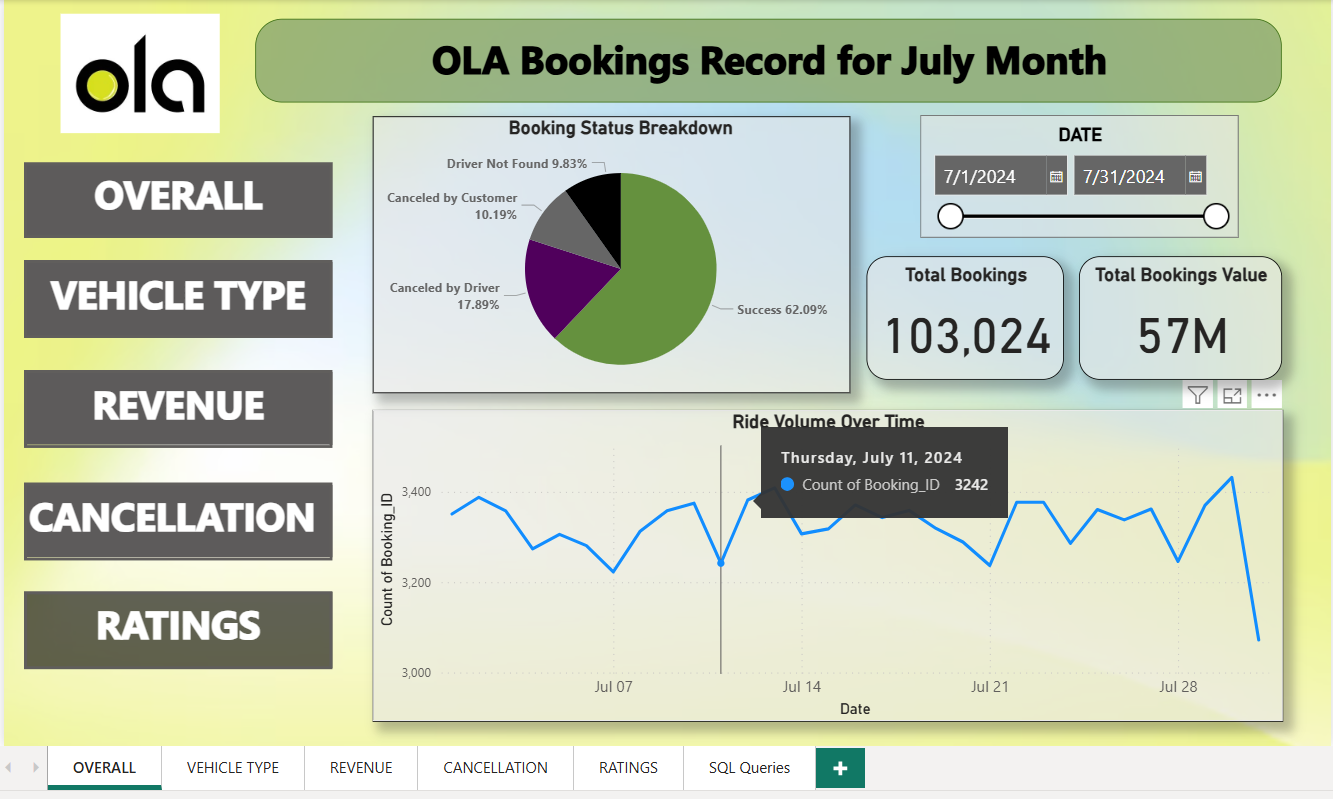 ola
OLA Bookings Record for July Month
OVERALL
VEHICLE TYPE
REVENUE
CANCELLATION
RATINGS
Booking Status Breakdown
Driver Not Found 9.83%
Canceled by Customer
10.19%
Canceled by Driver
17.89%
Success 62.09%
DATE
7/1/2024
7/31/2024
Total Bookings
103,024
Total Bookings Value
57M
Ride Volume Over Time
Thursday, July 11, 2024
Count of Booking_ID 3242
Count of Booking_ID
3,400
3,200
3,000
Jul 07
Jul 14
Jul 21
Jul 28
Date
OVERALL
VEHICLE TYPE
REVENUE
CANCELLATION
RATINGS
SQL Queries